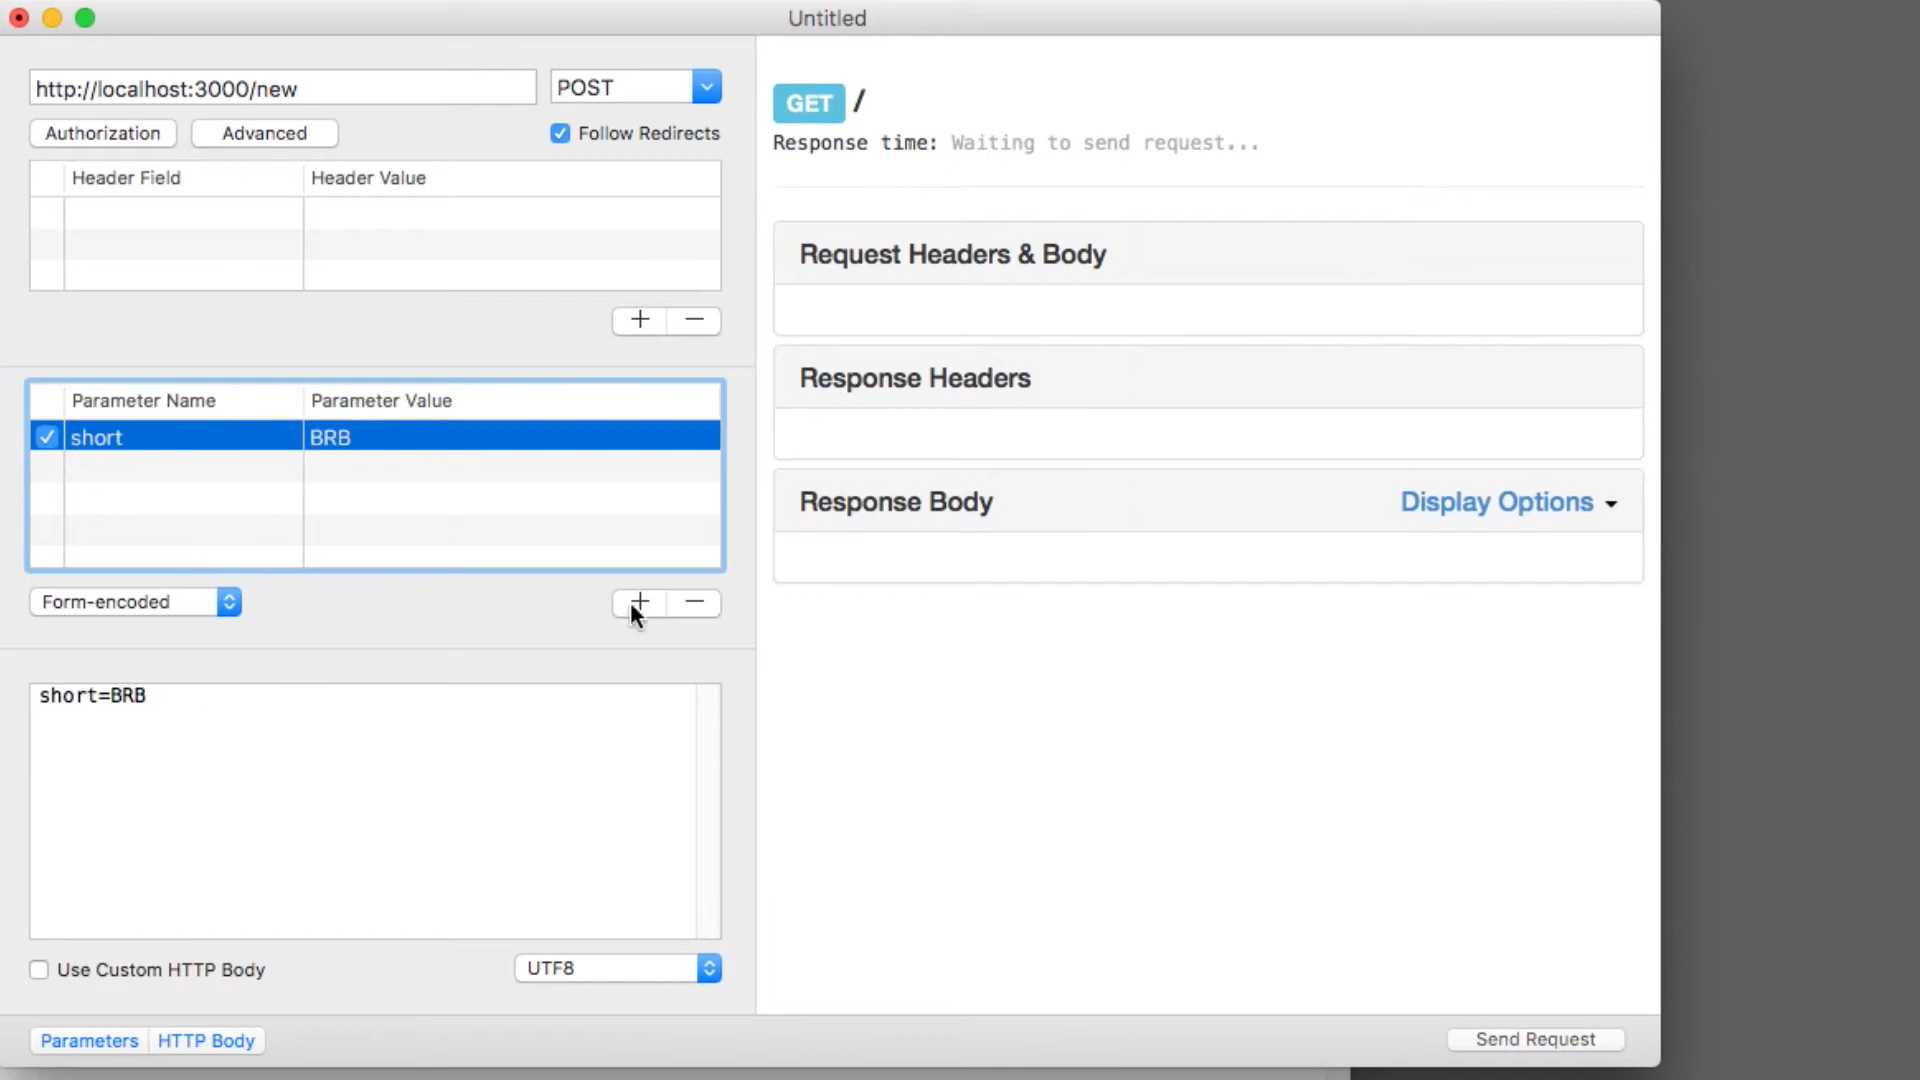 Untitled
http://localhost:3000/new
POST
Authorization
Advanced
Follow Redirects
Header Field
Header Value
Parameter Name
Parameter Value
short
BRB
Form-encoded
short=BRB
Use Custom HTTP Body
UTF8
Parameters
HTTP Body
GET /
Response time: Waiting to send request...
Request Headers & Body
Response Headers
Response Body
Display Options
Send Request